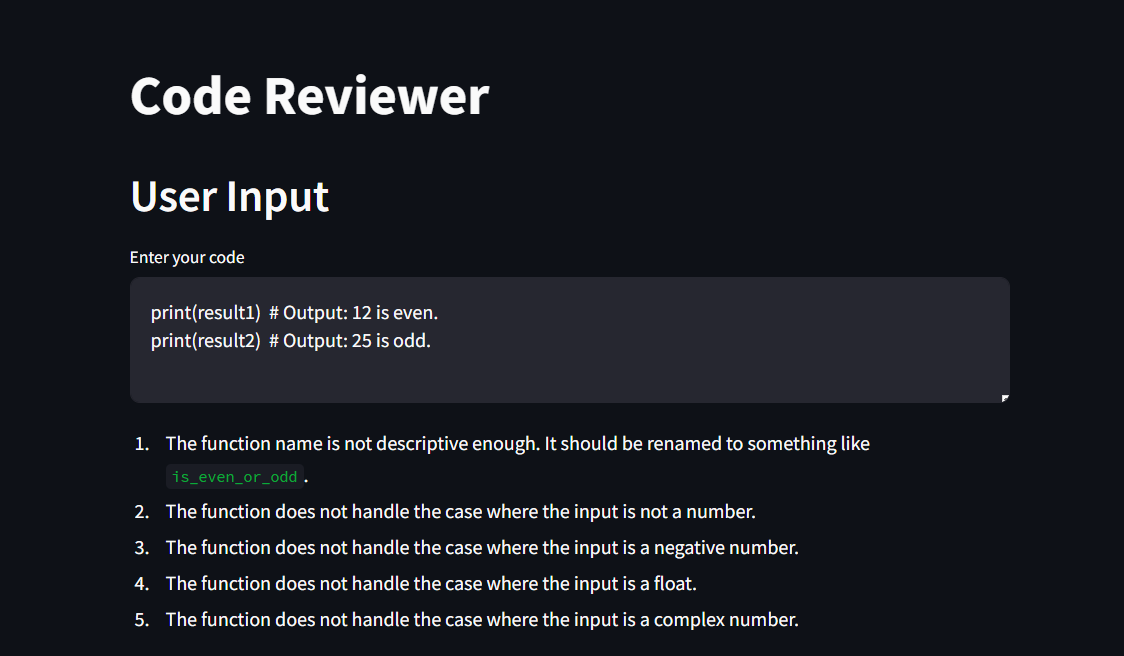 Code Reviewer
User Input
Enter your code
print(result1)  # Output: 12 is even.
print(result2)  # Output: 25 is odd.
1. The function name is not descriptive enough. It should be renamed to something like
is_even_or_odd .
2. The function does not handle the case where the input is not a number.
3. The function does not handle the case where the input is a negative number.
4. The function does not handle the case where the input is a float.
5. The function does not handle the case where the input is a complex number.